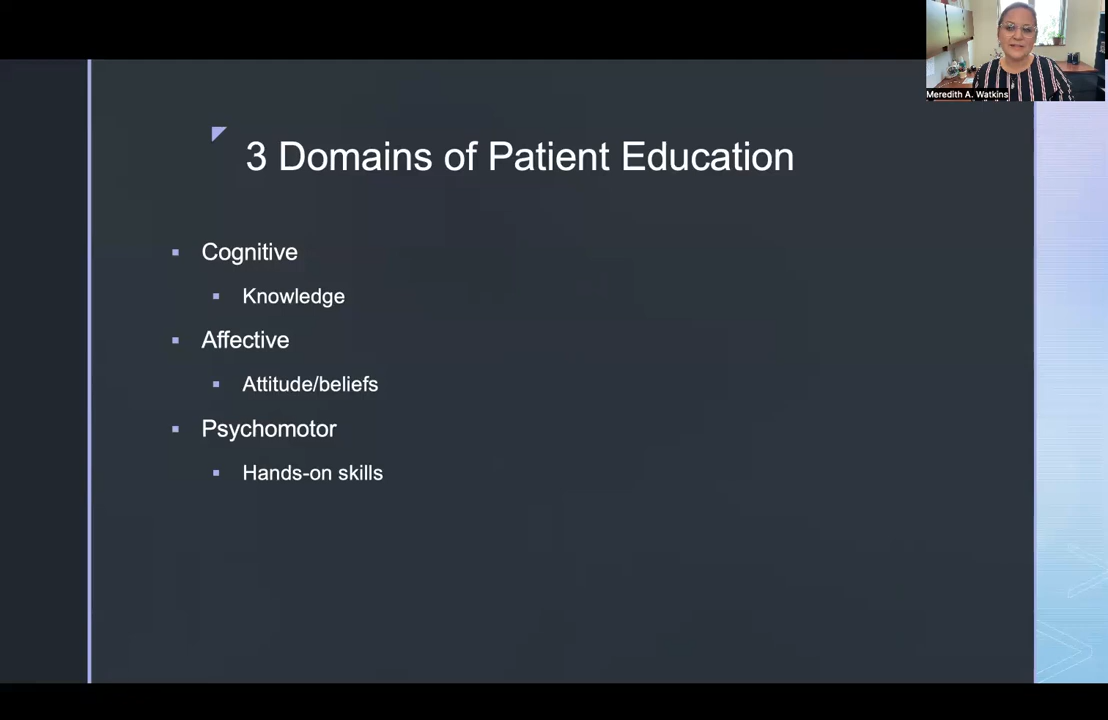 Meredith A. Watkins
3 Domains of Patient Education
Cognitive
Knowledge
Affective
Attitude/beliefs
Psychomotor
Hands-on skills